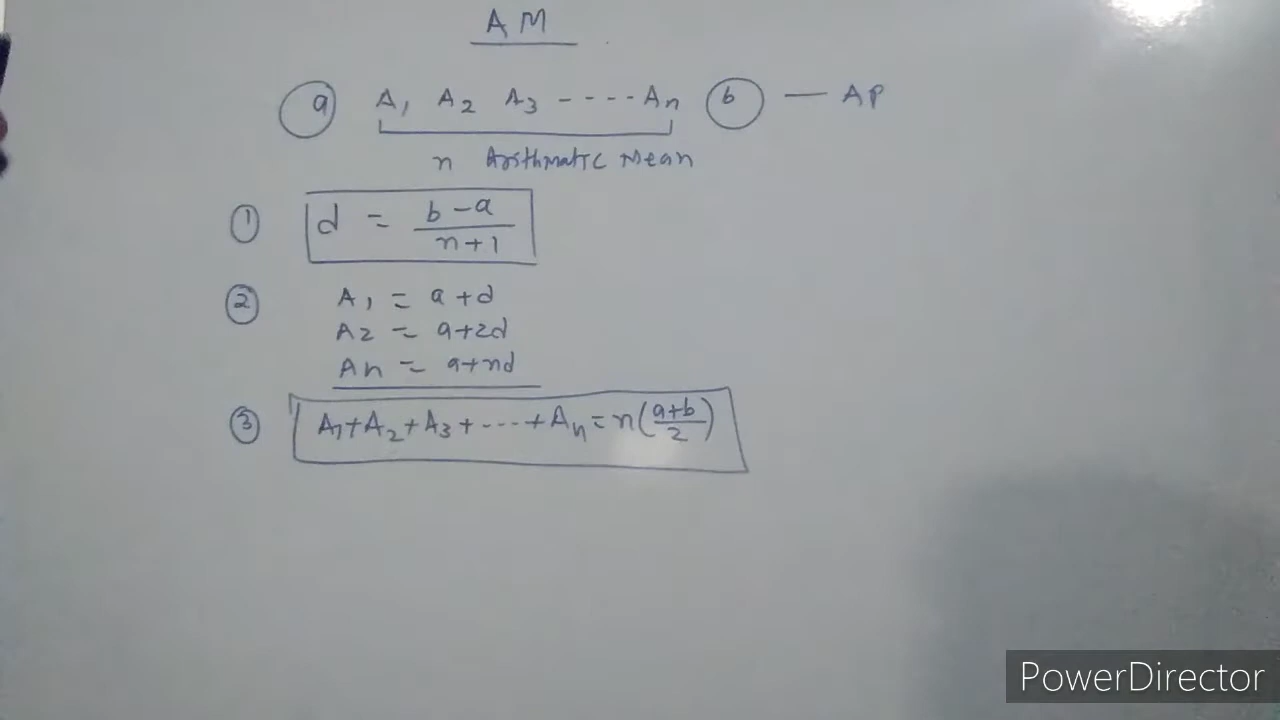 AM
a A₁ A₂ A₃ ---- Aₙ b — AP
n Arithmatic Mean
① d = (b-a)/(n+1)
② A₁ = a+d
A₂ = a+2d
Aₙ = a+nd
③ A₁+A₂+A₃+---+Aₙ=n((a+b)/2)
PowerDirector